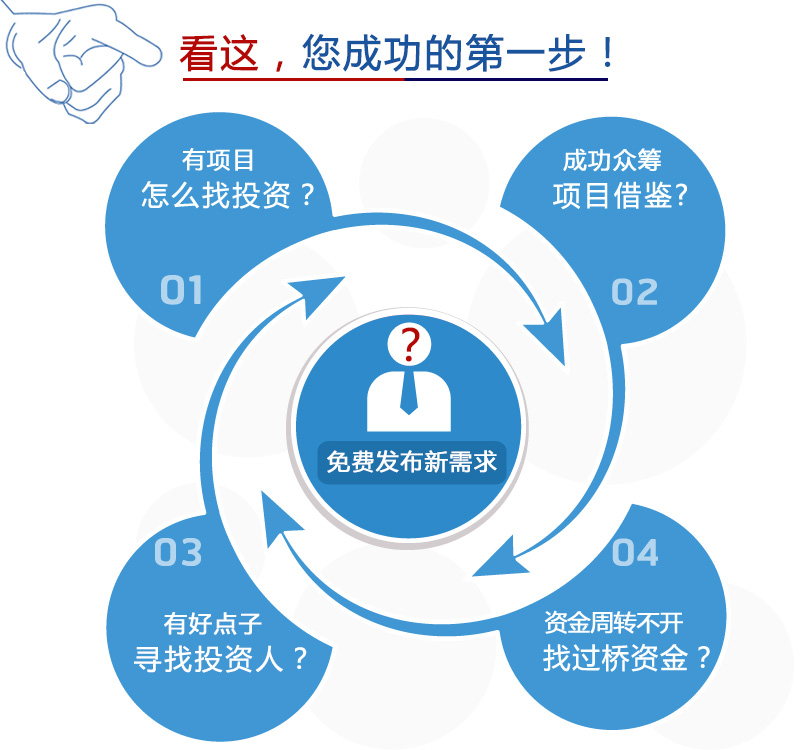 看这，您成功的第一步！
有项目
怎么找投资？
01
成功众筹
项目借鉴?
02
?
免费发布新需求
03
有好点子
寻找投资人？
04
资金周转不开
找过桥资金？